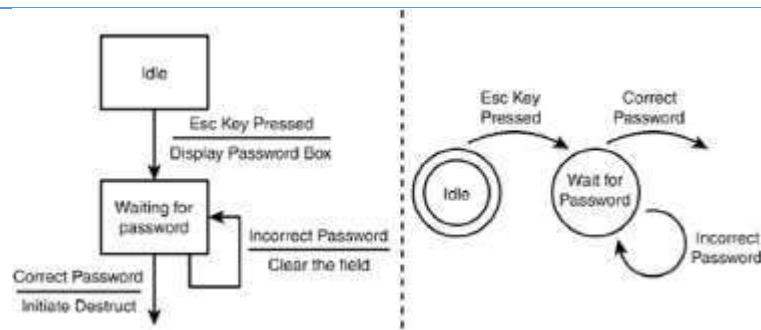 Idle
Esc Key Pressed
Display Password Box
Waiting for
password
Incorrect Password
Clear the field
Correct Password
Initiate Destruct
Esc Key
Pressed
Correct
Password
Idle
Wait for
Password
Incorrect
Password